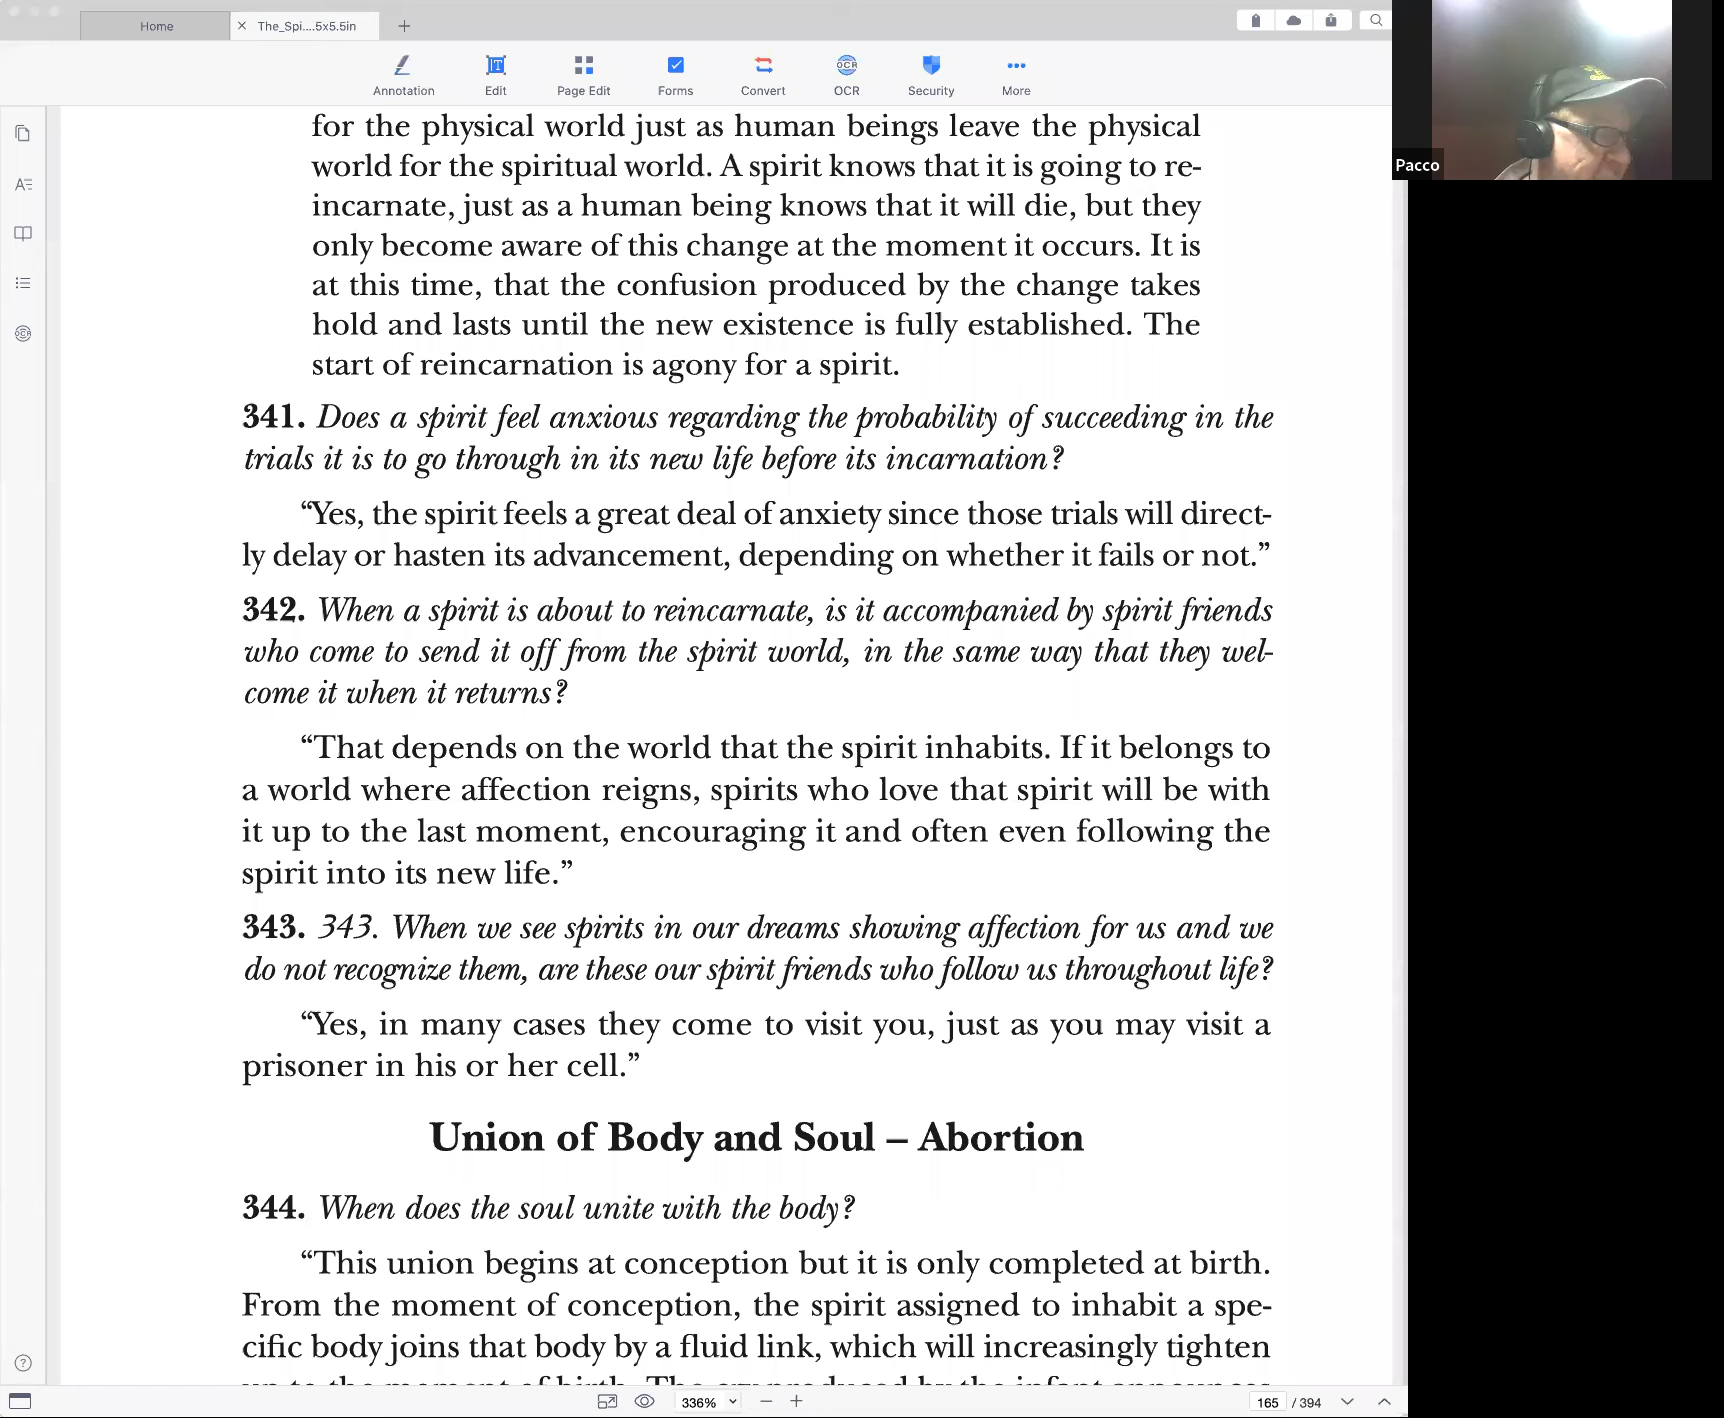 Home
The_Spi....5x5.5in
Annotation
Edit
Page Edit
Forms
Convert
OCR
OCR
Security
More
Pacco
for the physical world just as human beings leave the physical
world for the spiritual world. A spirit knows that it is going to re-
incarnate, just as a human being knows that it will die, but they
only become aware of this change at the moment it occurs. It is
at this time, that the confusion produced by the change takes
hold and lasts until the new existence is fully established. The
start of reincarnation is agony for a spirit.
341. Does a spirit feel anxious regarding the probability of succeeding in the
trials it is to go through in its new life before its incarnation?
“Yes, the spirit feels a great deal of anxiety since those trials will direct-
ly delay or hasten its advancement, depending on whether it fails or not.”
342. When a spirit is about to reincarnate, is it accompanied by spirit friends
who come to send it off from the spirit world, in the same way that they wel-
come it when it returns?
“That depends on the world that the spirit inhabits. If it belongs to
a world where affection reigns, spirits who love that spirit will be with
it up to the last moment, encouraging it and often even following the
spirit into its new life.”
343. 343. When we see spirits in our dreams showing affection for us and we
do not recognize them, are these our spirit friends who follow us throughout life?
“Yes, in many cases they come to visit you, just as you may visit a
prisoner in his or her cell.”
Union of Body and Soul – Abortion
344. When does the soul unite with the body?
“This union begins at conception but it is only completed at birth.
From the moment of conception, the spirit assigned to inhabit a spe-
cific body joins that body by a fluid link, which will increasingly tighten
up to the moment of birth. The cry produced by the infant announces
336%
165 / 394